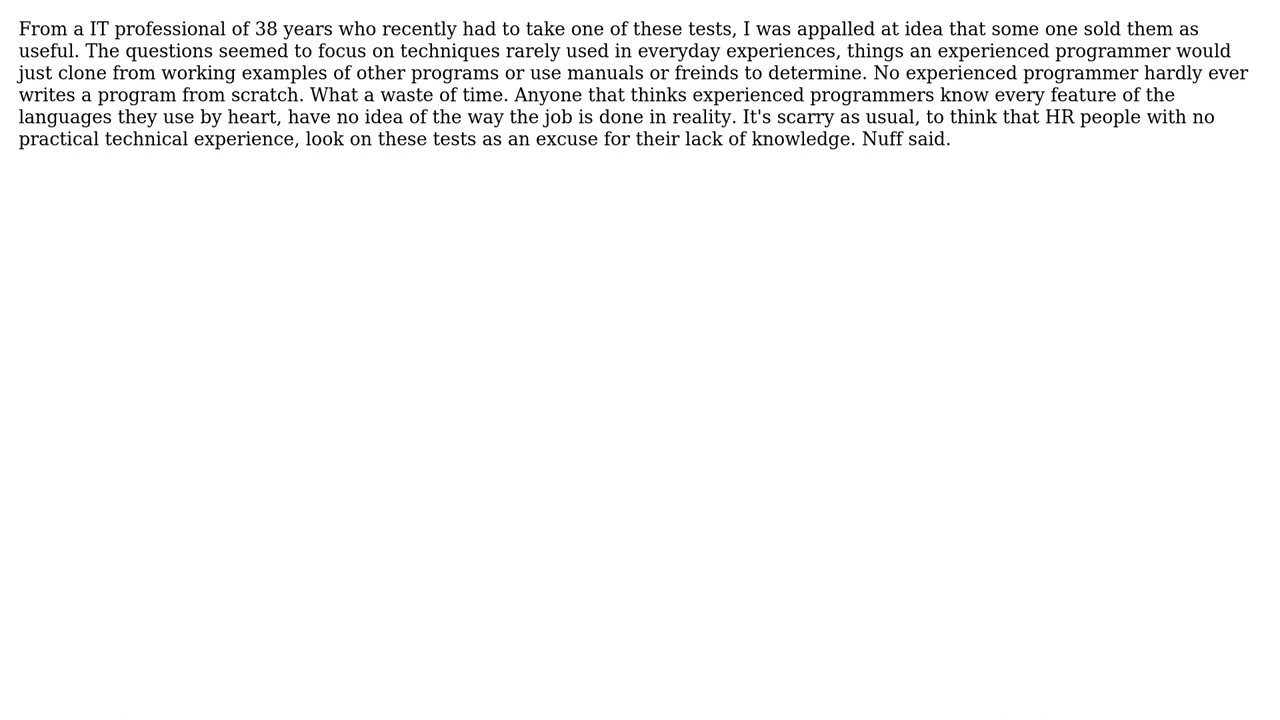 From a IT professional of 38 years who recently had to take one of these tests, I was appalled at idea that some one sold them as
useful. The questions seemed to focus on techniques rarely used in everyday experiences, things an experienced programmer would
just clone from working examples of other programs or use manuals or freinds to determine. No experienced programmer hardly ever
writes a program from scratch. What a waste of time. Anyone that thinks experienced programmers know every feature of the
languages they use by heart, have no idea of the way the job is done in reality. It's scarry as usual, to think that HR people with no
practical technical experience, look on these tests as an excuse for their lack of knowledge. Nuff said.